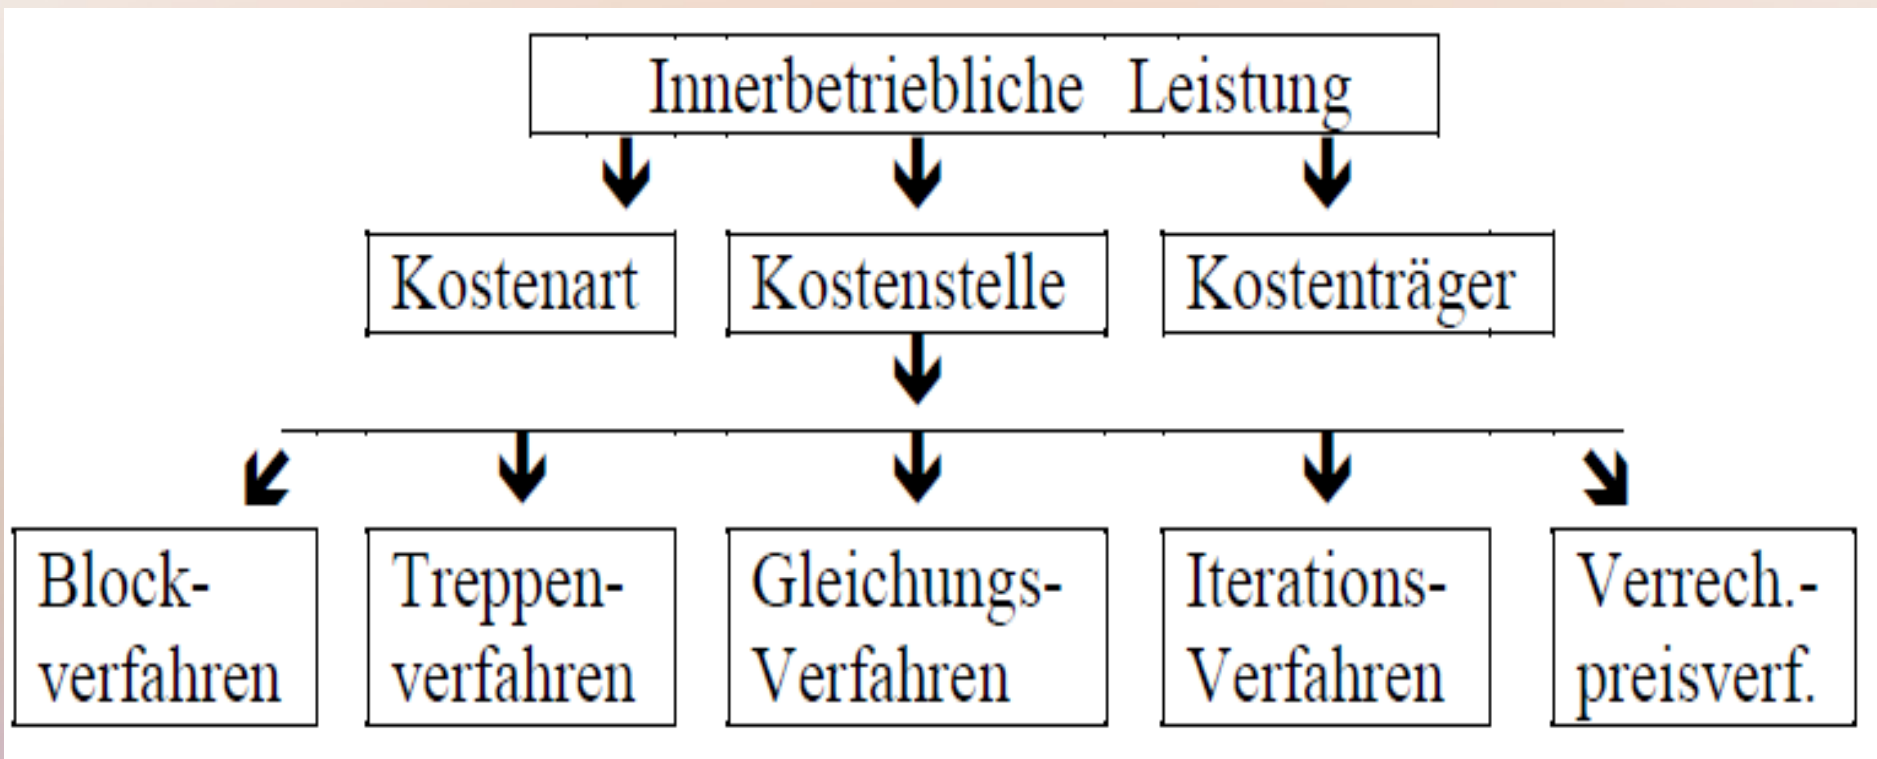 Innerbetriebliche Leistung
Kostenart
Kostenstelle
Kostenträger
Block-
verfahren
Treppen-
verfahren
Gleichungs-
Verfahren
Iterations-
Verfahren
Verrech.-
preisverf.